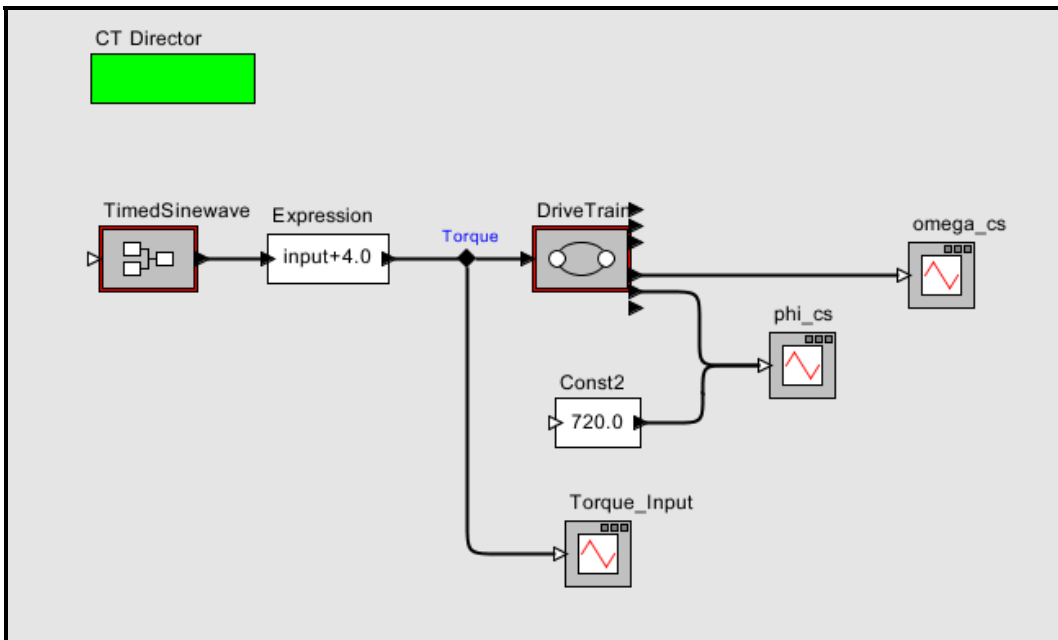 CT Director
TimedSinewave
Expression
input+4.0
Torque
DriveTrain
omega_cs
phi_cs
Const2
720.0
Torque_Input